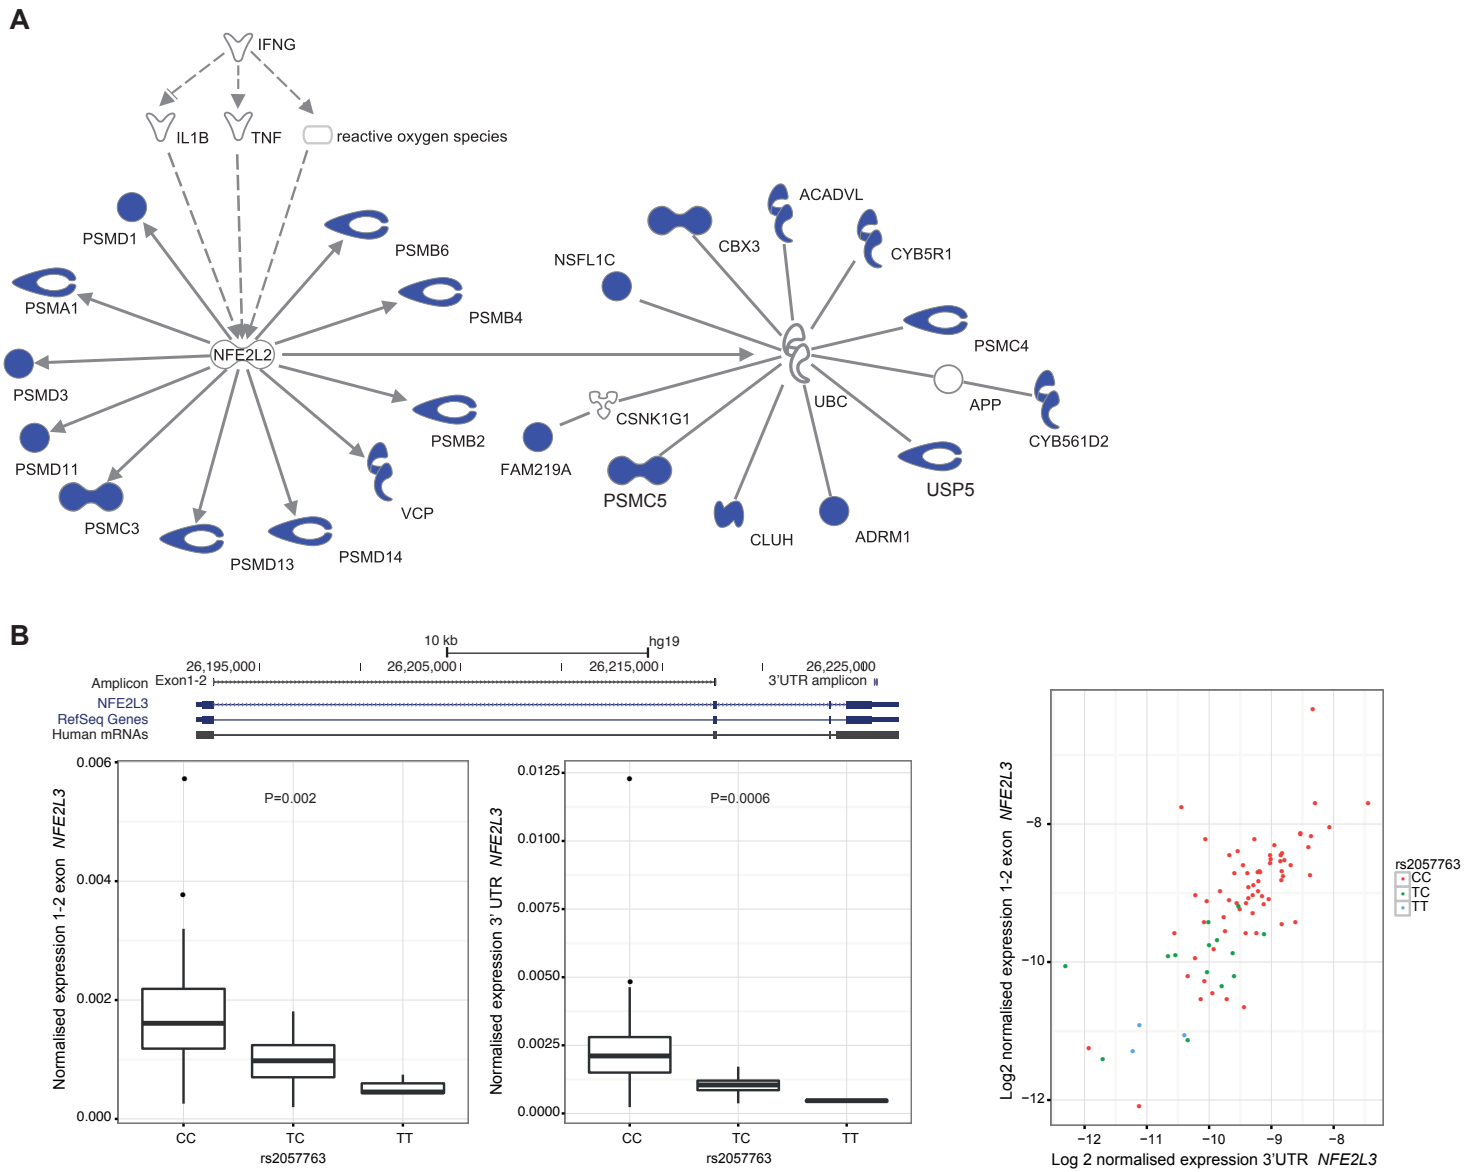 A
IFNG
IL1B
TNF
reactive oxygen species
PSMD1
PSMB6
PSMA1
PSMB4
NFE2L2
PSMD3
PSMB2
PSMD11
VCP
PSMC3
PSMD14
PSMD13
ACADVL
CBX3
CYB5R1
NSFL1C
PSMC4
UBC
APP
CSNK1G1
CYB561D2
FAM219A
PSMC5
USP5
CLUH
ADRM1
B
10 kb
hg19
26,195,000
26,205,000
26,215,000
26,225,000
Amplicon
Exon1-2
3'UTR amplicon
NFE2L3
RefSeq Genes
Human mRNAs
Normalised expression 1-2 exon NFE2L3
0.006
0.004
0.002
0.000
P=0.002
CC
TC
TT
rs2057763
Normalised expression 3' UTR NFE2L3
0.0125
0.0100
0.0075
0.0050
0.0025
0.0000
P=0.0006
CC
TC
TT
rs2057763
Log2 normalised expression 1-2 exon NFE2L3
−8
−10
−12
−12
−11
−10
−9
−8
Log 2 normalised expression 3'UTR NFE2L3
rs2057763
CC
TC
TT